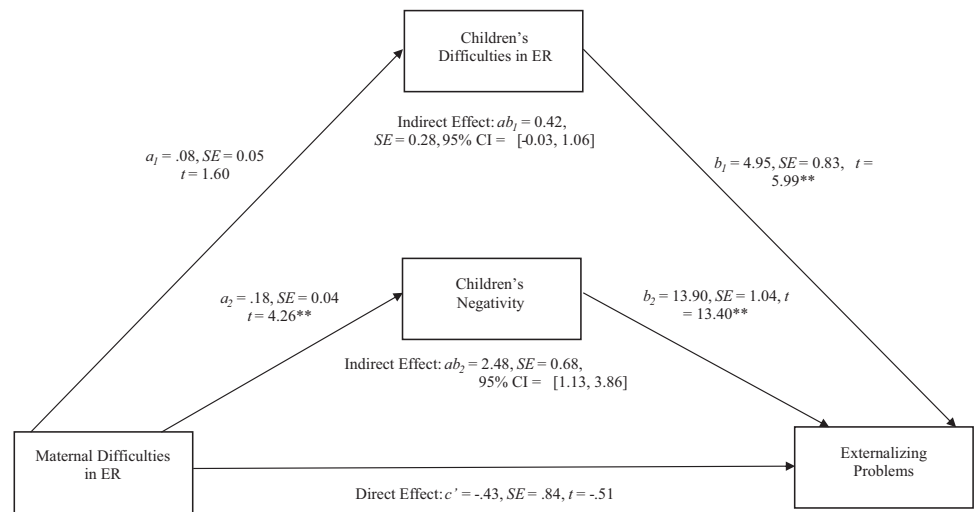 Children’s
Difficulties in ER
Indirect Effect: ab1 = 0.42,
SE = 0.28, 95% CI = [-0.03, 1.06]
a1 = .08, SE = 0.05
t = 1.60
b1 = 4.95, SE = 0.83, t =
5.99**
Children’s
Negativity
a2 = .18, SE = 0.04
t = 4.26**
b2 = 13.90, SE = 1.04, t
= 13.40**
Indirect Effect: ab2 = 2.48, SE = 0.68,
95% CI = [1.13, 3.86]
Maternal Difficulties
in ER
Externalizing
Problems
Direct Effect: c’ = -.43, SE = .84, t = -.51